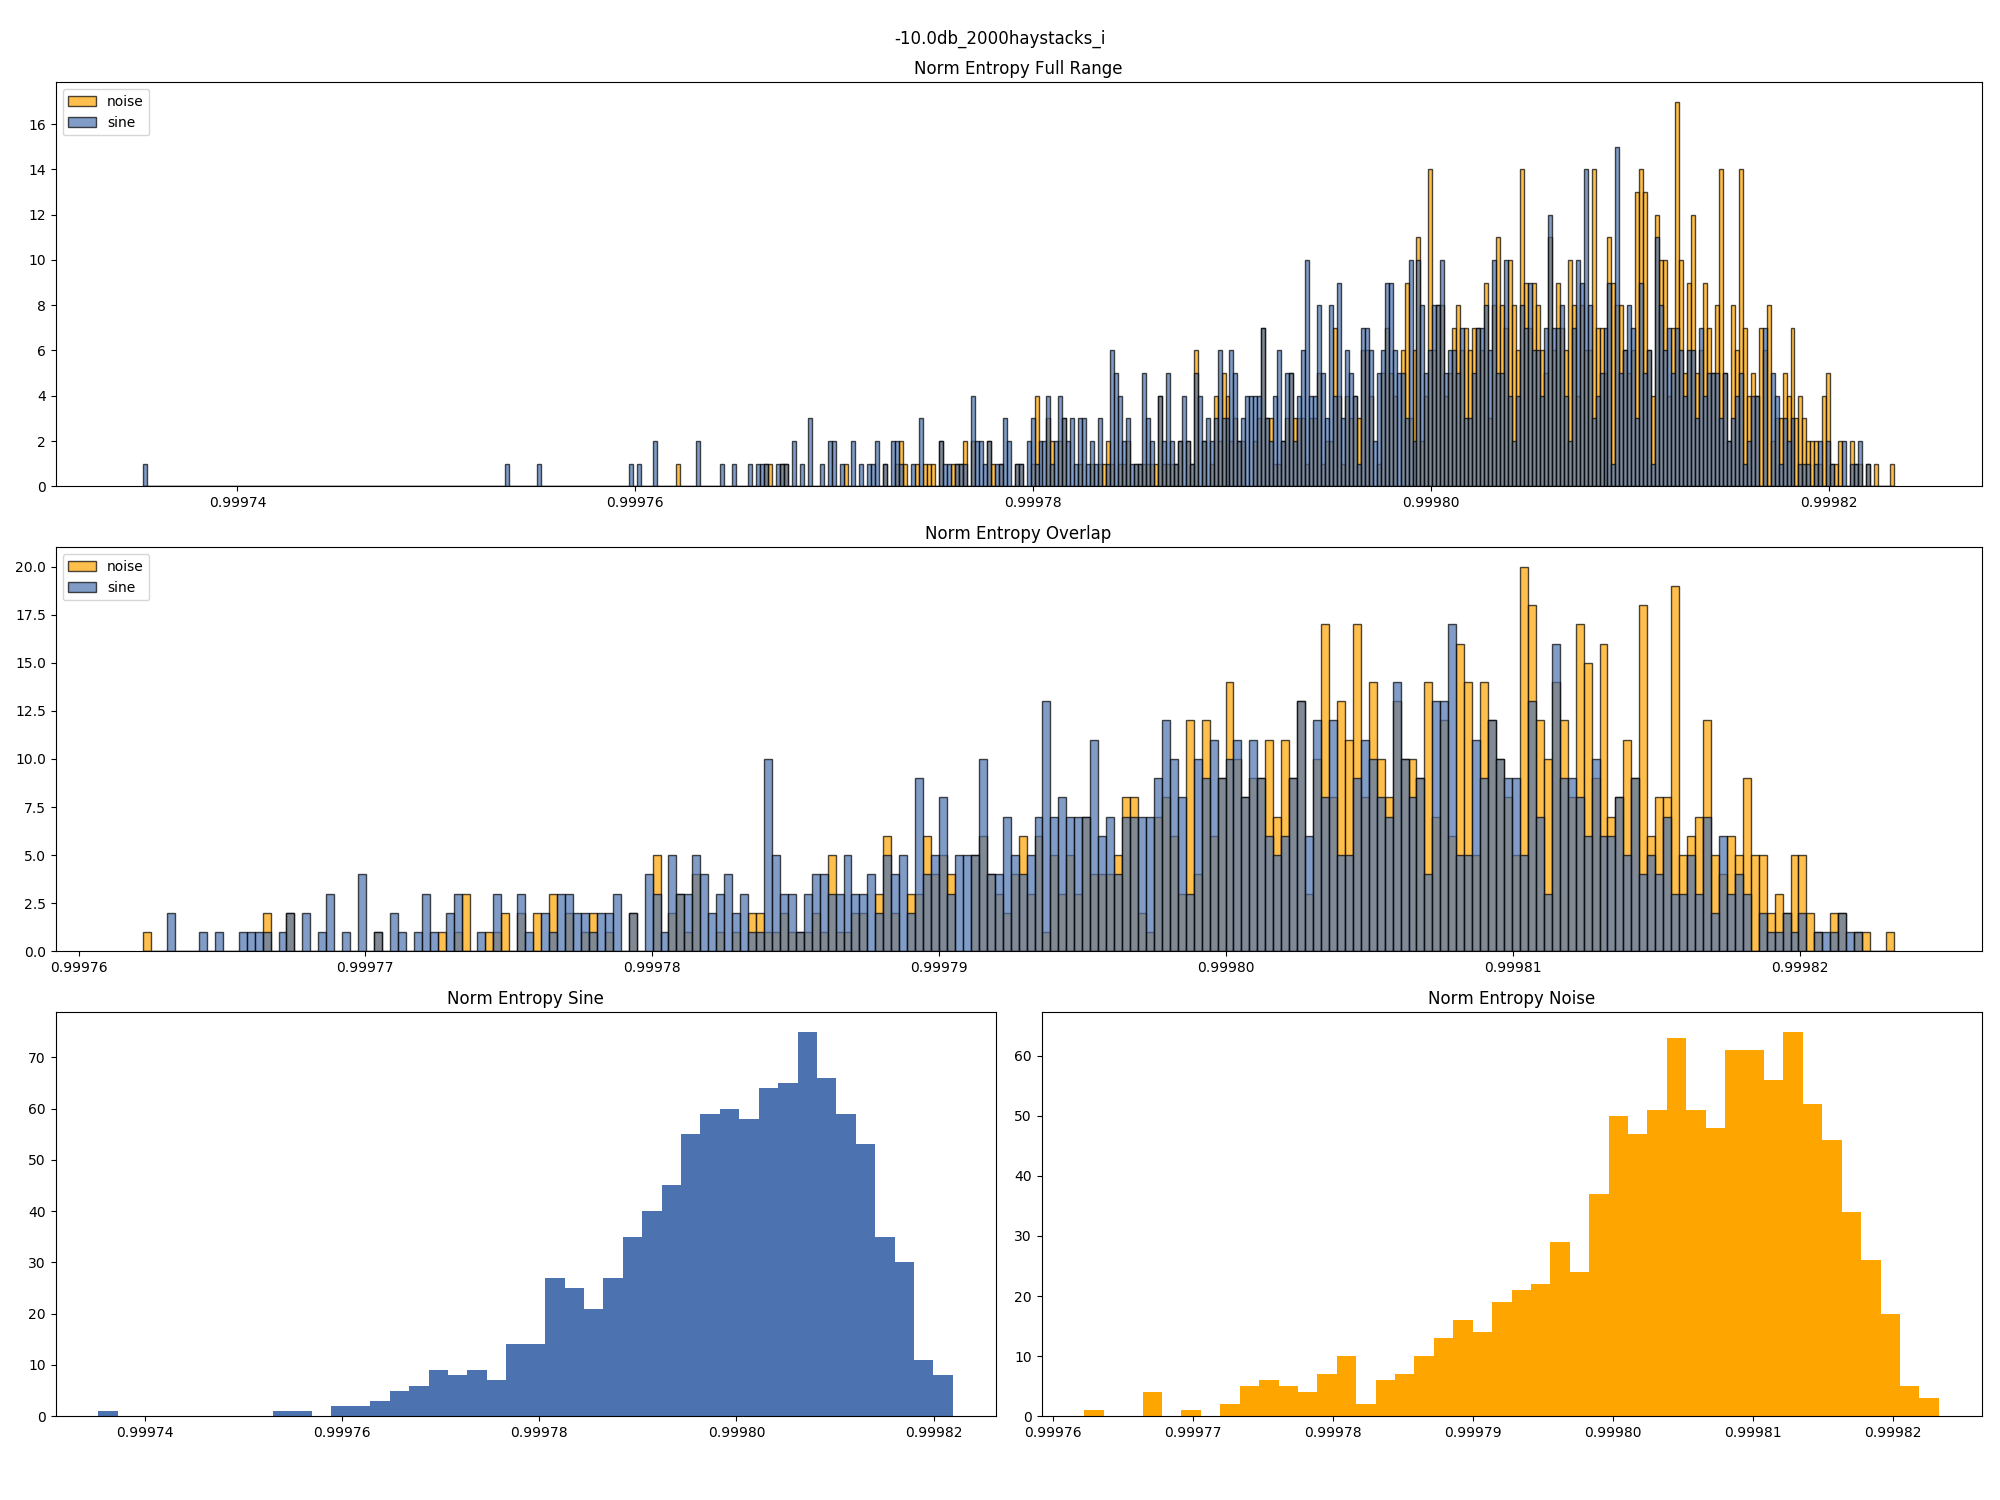 -10.0db_2000haystacks_i
Norm Entropy Full Range
noise
sine
16
14
12
10
8
6
4
2
0
0.99974 0.99976 0.99978 0.99980 0.99982
Norm Entropy Overlap
noise
sine
20.0
17.5
15.0
12.5
10.0
7.5
5.0
2.5
0.0
0.99976 0.99977 0.99978 0.99979 0.99980 0.99981 0.99982
Norm Entropy Sine
70
60
50
40
30
20
10
0
0.99974 0.99976 0.99978 0.99980 0.99982
Norm Entropy Noise
60
50
40
30
20
10
0
0.99976 0.99977 0.99978 0.99979 0.99980 0.99981 0.99982